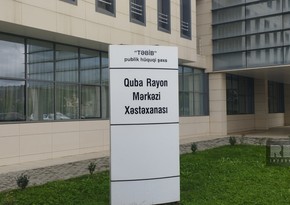 "TƏBİB"
publik hüquqi şəxs
Quba Rayon
Mərkəzi
Xəstəxanası